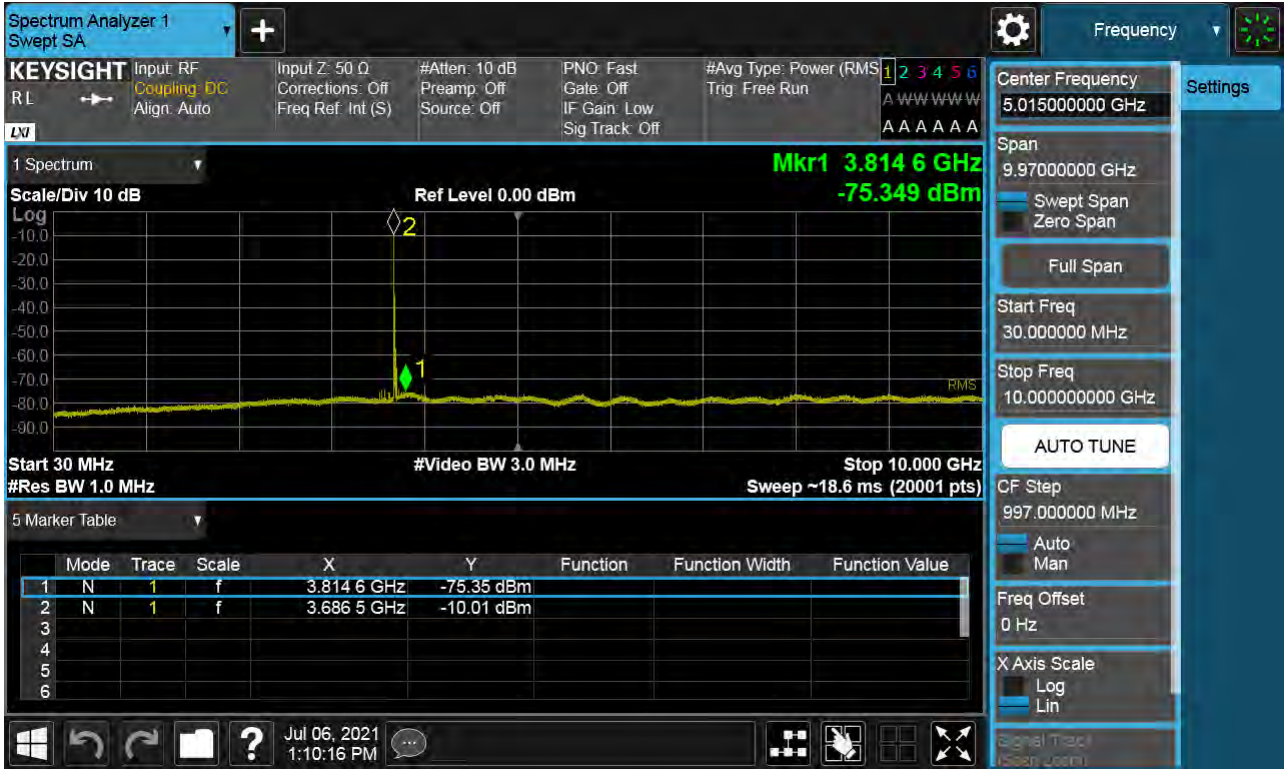 Spectrum Analyzer 1
Swept SA
+
Frequency
KEYSIGHT
R L
LXI
Input: RF
Coupling: DC
Align: Auto
Input Z: 50 Ω
Corrections: Off
Freq Ref: Int (S)
#Atten: 10 dB
Preamp: Off
Source: Off
PNO: Fast
Gate: Off
IF Gain: Low
Sig Track: Off
#Avg Type: Power (RMS
Trig: Free Run
1 2 3 4 5 6
A W W W W W
A A A A A A
1 Spectrum
Mkr1 3.814 6 GHz
-75.349 dBm
Scale/Div 10 dB
Ref Level 0.00 dBm
Log
-10.0
-20.0
-30.0
-40.0
-50.0
-60.0
-70.0
-80.0
-90.0
2
1
RMS
Start 30 MHz
#Video BW 3.0 MHz
Stop 10.000 GHz
#Res BW 1.0 MHz
Sweep ~18.6 ms (20001 pts)
5 Marker Table
Mode Trace Scale X Y Function Function Width Function Value
1 N 1 f 3.814 6 GHz -75.35 dBm
2 N 1 f 3.686 5 GHz -10.01 dBm
3
4
5
6
?
Jul 06, 2021
1:10:16 PM
Center Frequency
5.015000000 GHz
Settings
Span
9.97000000 GHz
Swept Span
Zero Span
Full Span
Start Freq
30.000000 MHz
Stop Freq
10.000000000 GHz
AUTO TUNE
CF Step
997.000000 MHz
Auto
Man
Freq Offset
0 Hz
X Axis Scale
Log
Lin
Signal Track
(Span Zoom)